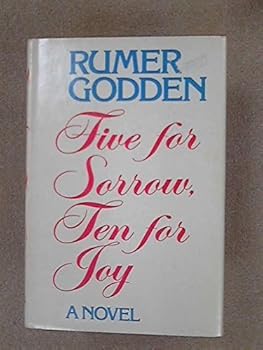 RUMER
GODDEN
Five for
Sorrow,
Ten for
Joy
A NOVEL